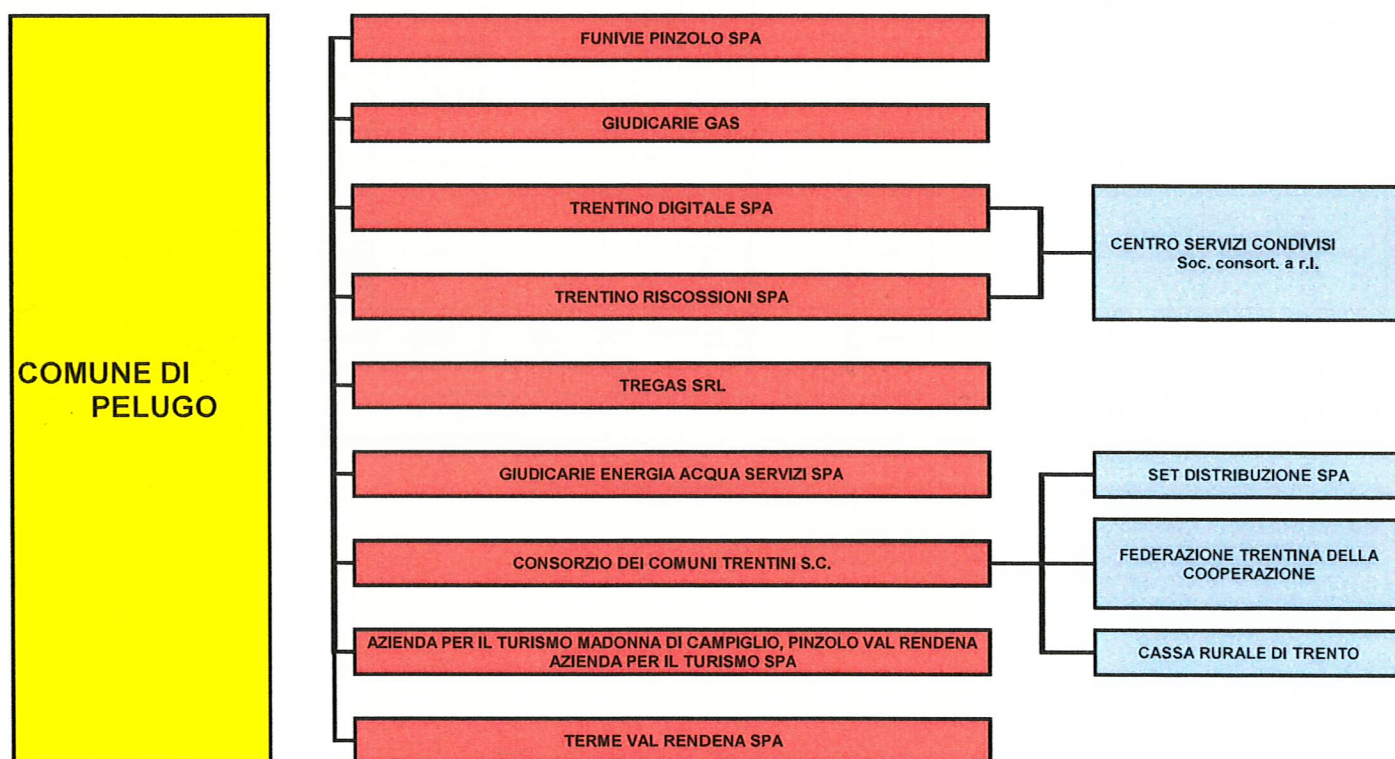 COMUNE DI
PELUGO
FUNIVIE PINZOLO SPA
GIUDICARIE GAS
TRENTINO DIGITALE SPA
TRENTINO RISCOSSIONI SPA
TREGAS SRL
GIUDICARIE ENERGIA ACQUA SERVIZI SPA
CONSORZIO DEI COMUNI TRENTINI S.C.
AZIENDA PER IL TURISMO MADONNA DI CAMPIGLIO, PINZOLO VAL RENDENA
AZIENDA PER IL TURISMO SPA
TERME VAL RENDENA SPA
CENTRO SERVIZI CONDIVISI
Soc. consort. a r.l.
SET DISTRIBUZIONE SPA
FEDERAZIONE TRENTINA DELLA
COOPERAZIONE
CASSA RURALE DI TRENTO